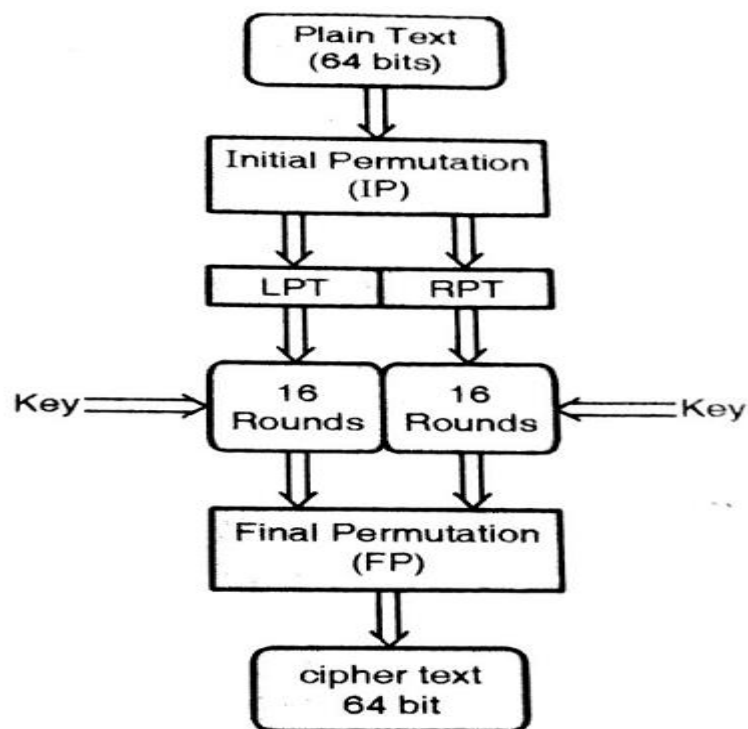 Plain Text
(64 bits)
Initial Permutation
(IP)
LPT RPT
16 16
Key Rounds Rounds Key
Final Permutation
(FP)
cipher text
64 bit